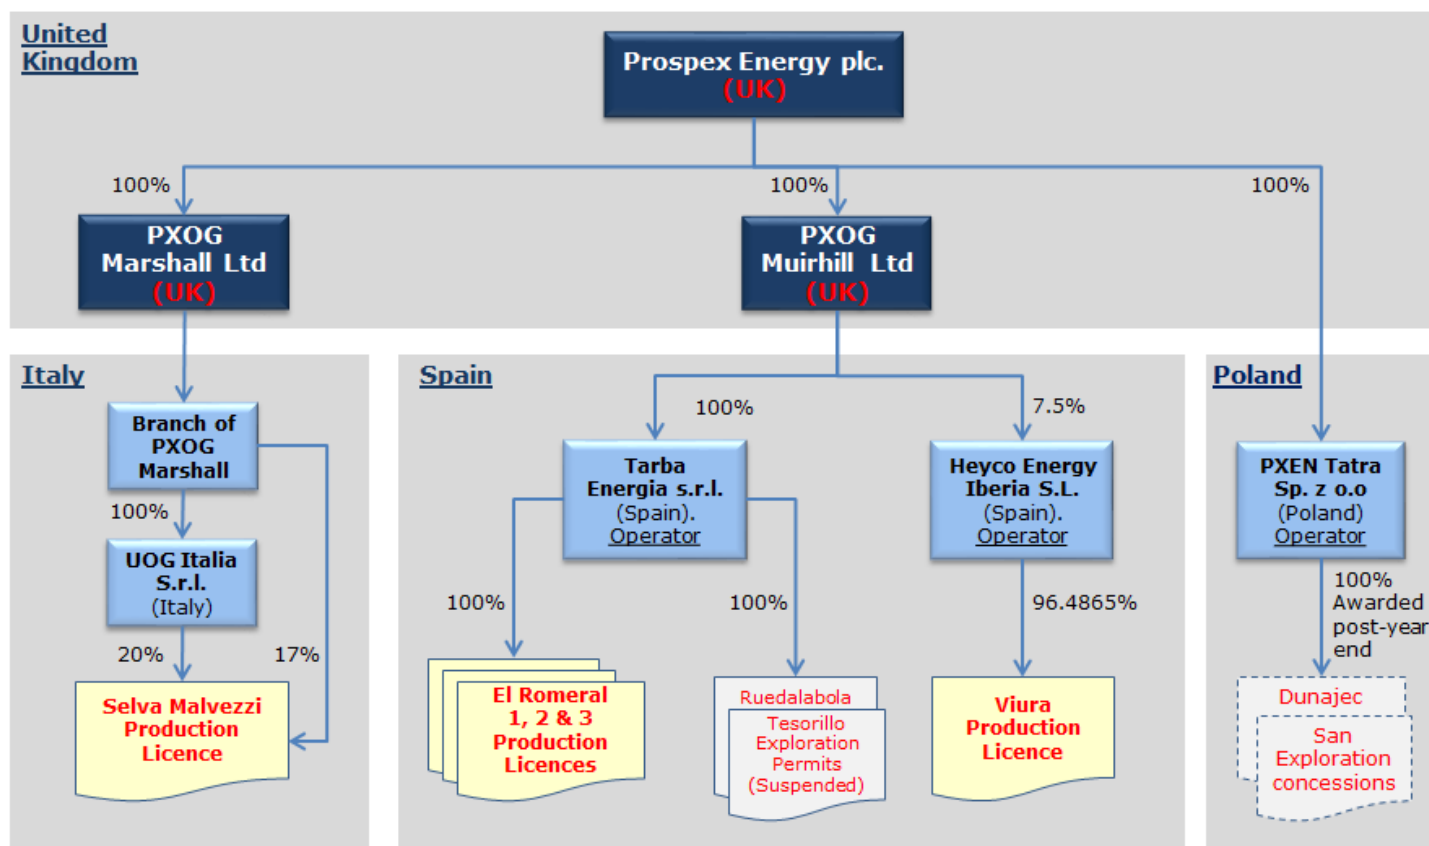 United
Kingdom
Prospex Energy plc.
(UK)
100%
100%
100%
PXOG
Marshall Ltd
(UK)
PXOG
Muirhill Ltd
(UK)
Italy
Branch of
PXOG
Marshall
100%
UOG Italia
S.r.l.
(Italy)
20%
17%
Selva Malvezzi
Production
Licence
Spain
100%
7.5%
Tarba
Energia s.r.l.
(Spain).
Operator
Heyco Energy
Iberia S.L.
(Spain).
Operator
100%
100%
96.4865%
El Romeral
1, 2 & 3
Production
Licences
Ruedalabola
Tesorillo
Exploration
Permits
(Suspended)
Viura
Production
Licence
Poland
PXEN Tatra
Sp. z o.o
(Poland)
Operator
100%
Awarded
post-year
end
Dunajec
San
Exploration
concessions